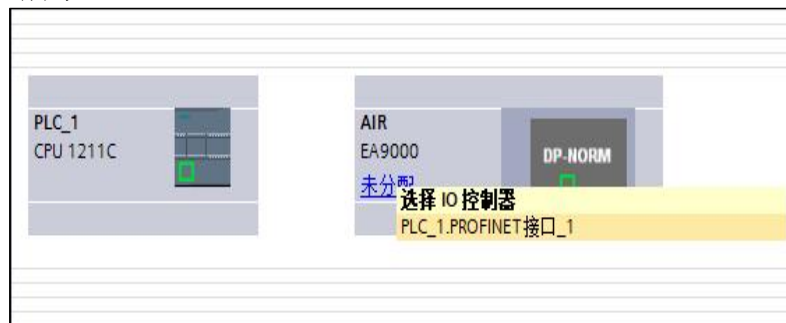 PLC_1
CPU 1211C
AIR
EA9000
DP-NORM
未分配
选择 IO 控制器
PLC_1.PROFINET接口_1